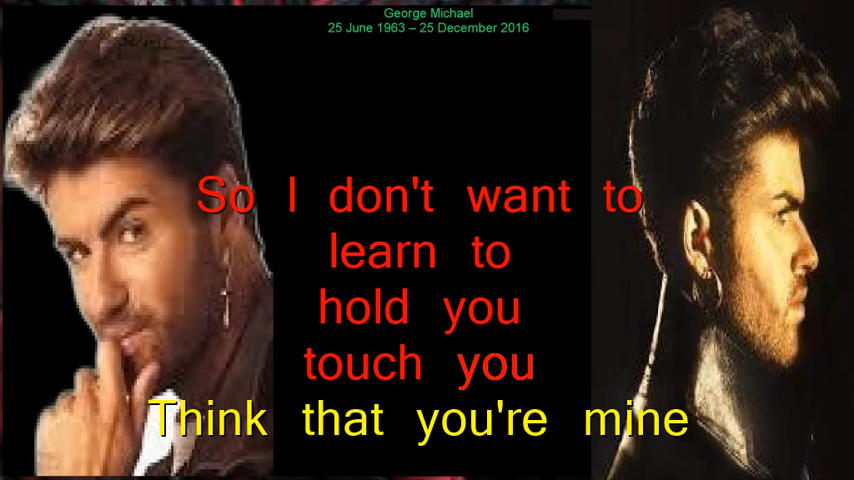 George Michael
25 June 1963 – 25 December 2016
So I don't want to
learn to
hold you
touch you
Think that you're mine